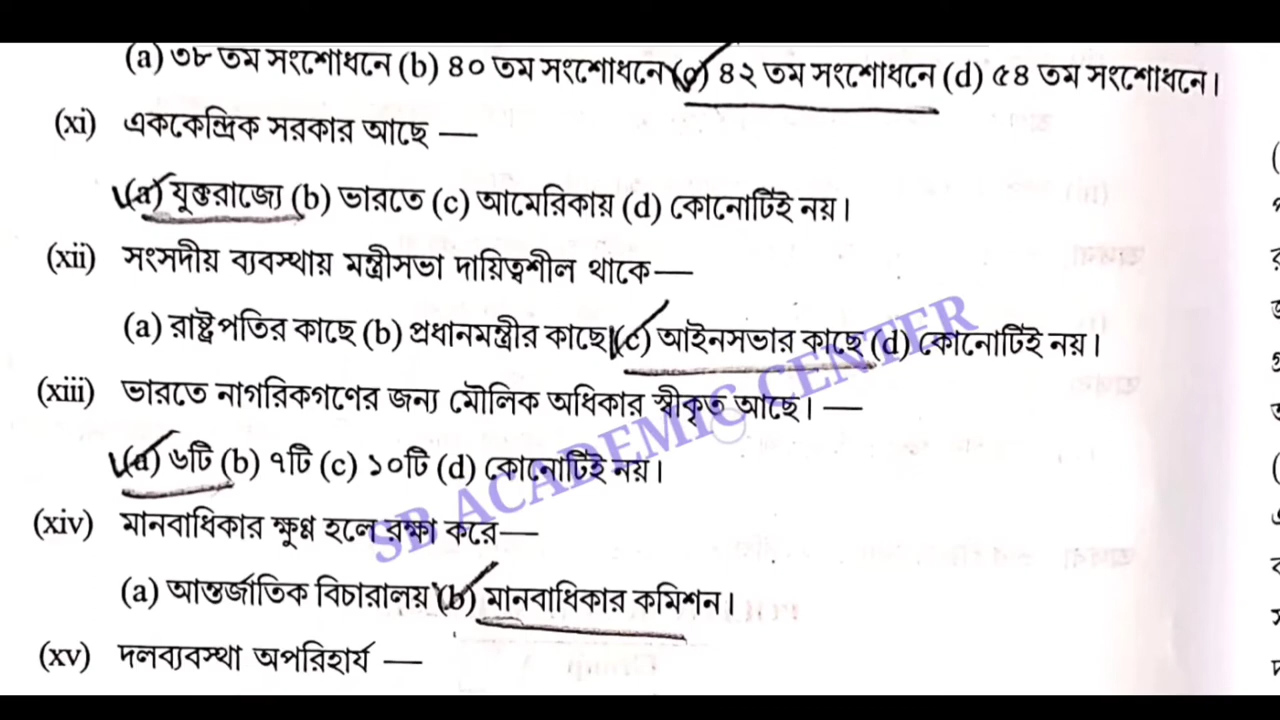 (a) ৩৮ তম সংশোধনে (b) ৪০ তম সংশোধনে (c) ৪২ তম সংশোধনে (d) ৫৪ তম সংশোধনে।
(xi) এককেন্দ্রিক সরকার আছে —
(a) যুক্তরাজ্যে (b) ভারতে (c) আমেরিকায় (d) কোনোটিই নয়।
(xii) সংসদীয় ব্যবস্থায় মন্ত্রীসভা দায়িত্বশীল থাকে—
(a) রাষ্ট্রপতির কাছে (b) প্রধানমন্ত্রীর কাছে (c) আইনসভার কাছে (d) কোনোটিই নয়।
(xiii) ভারতে নাগরিকগণের জন্য মৌলিক অধিকার স্বীকৃত আছে। —
(a) ৬টি (b) ৭টি (c) ১০টি (d) কোনোটিই নয়।
(xiv) মানবাধিকার ক্ষুণ্ণ হলে রক্ষা করে—
(a) আন্তর্জাতিক বিচারালয় (b) মানবাধিকার কমিশন।
(xv) দলব্যবস্থা অপরিহার্য —
SB ACADEMIC CENTER